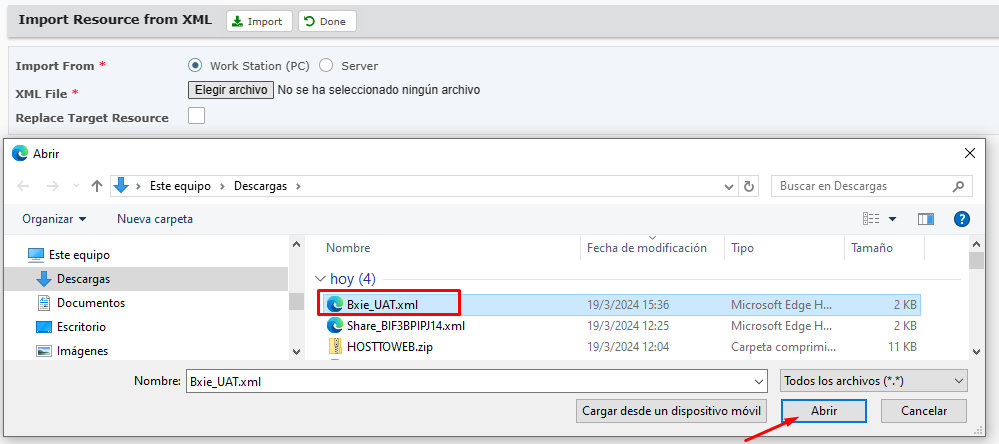 Import Resource from XML Import Done
Import From * Work Station (PC) Server
XML File * Elegir archivo No se ha seleccionado ningún archivo
Replace Target Resource
Abrir
Este equipo Descargas Buscar en Descargas
Organizar Nueva carpeta
Nombre Fecha de modificación Tipo Tamaño
Este equipo
Descargas
Documentos
Escritorio
Imágenes
hoy (4)
Bxie_UAT.xml 19/3/2024 15:36 Microsoft Edge H... 2 KB
Share_BIF3BPIPJ14.xml 19/3/2024 12:25 Microsoft Edge H... 2 KB
HOSTTOWEB.zip 19/3/2024 12:04 Carpeta comprimi... 11 KB
Nombre: Bxie_UAT.xml Todos los archivos (*.*)
Cargar desde un dispositivo móvil Abrir Cancelar